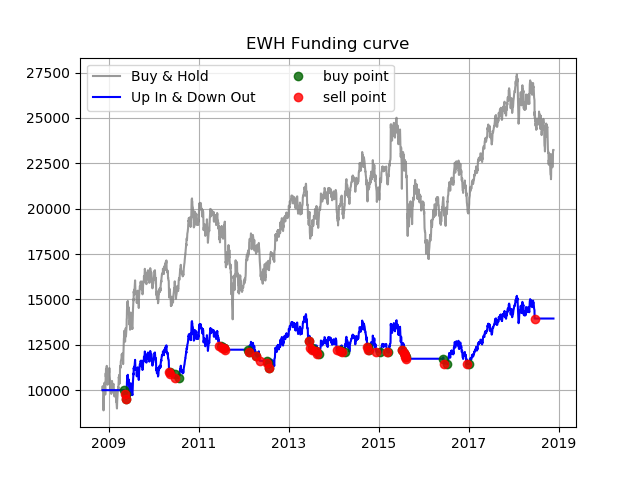 EWH Funding curve
Buy & Hold
Up In & Down Out
buy point
sell point
27500
25000
22500
20000
17500
15000
12500
10000
2009 2011 2013 2015 2017 2019